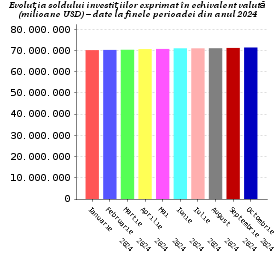 Evoluția soldului investițiilor exprimat în echivalent valută
(milioane USD) – date la finele perioadei din anul 2024
80.000.000
70.000.000
60.000.000
50.000.000
40.000.000
30.000.000
20.000.000
10.000.000
0
Ianuarie 2024
Februarie 2024
Martie 2024
Aprilie 2024
Mai 2024
Iunie 2024
Iulie 2024
August 2024
Septembrie 2024
Octombrie 2024